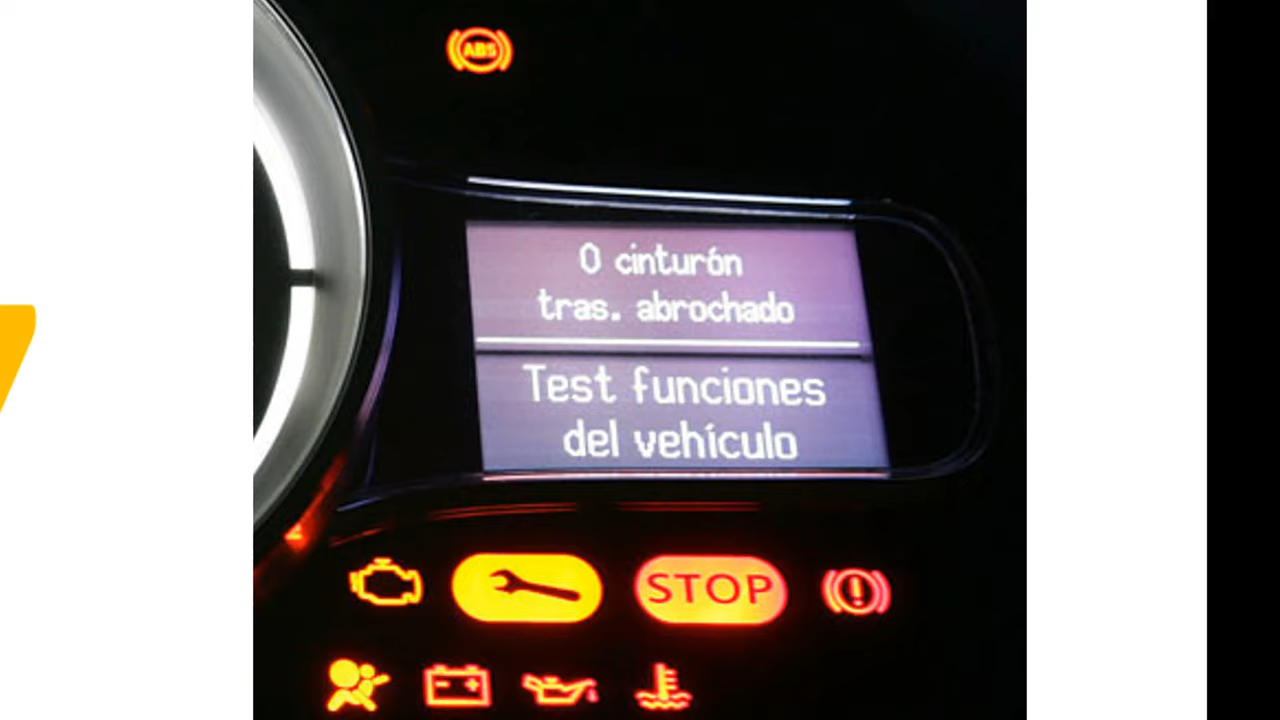 ABS
0 cinturón
tras. abrochado
Test funciones
del vehículo
STOP